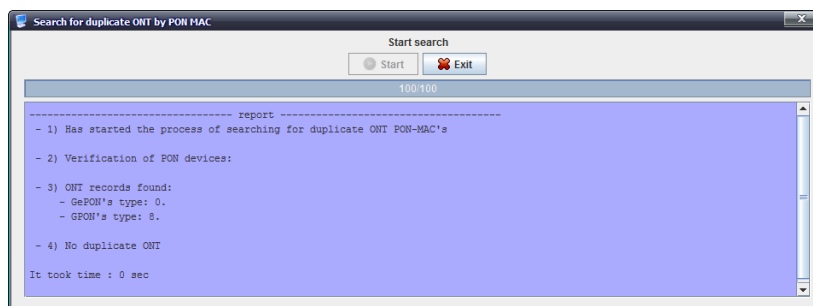 Search for duplicate ONT by PON MAC
Start search
Start
Exit
100/100
---------------------------------- report -------------------------------------
- 1) Has started the process of searching for duplicate ONT PON-MAC's
- 2) Verification of PON devices:
- 3) ONT records found:
- GePON's type: 0.
- GPON's type: 8.
- 4) No duplicate ONT
It took time : 0 sec